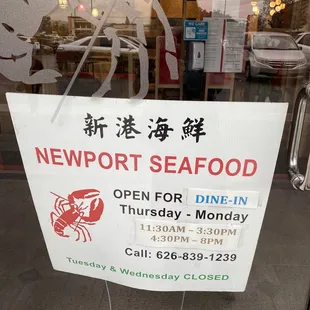 新港海鮮
NEWPORT SEAFOOD
OPEN FOR DINE-IN
Thursday - Monday
11:30AM – 3:30PM
4:30PM – 8PM
Call: 626-839-1239
Tuesday & Wednesday CLOSED